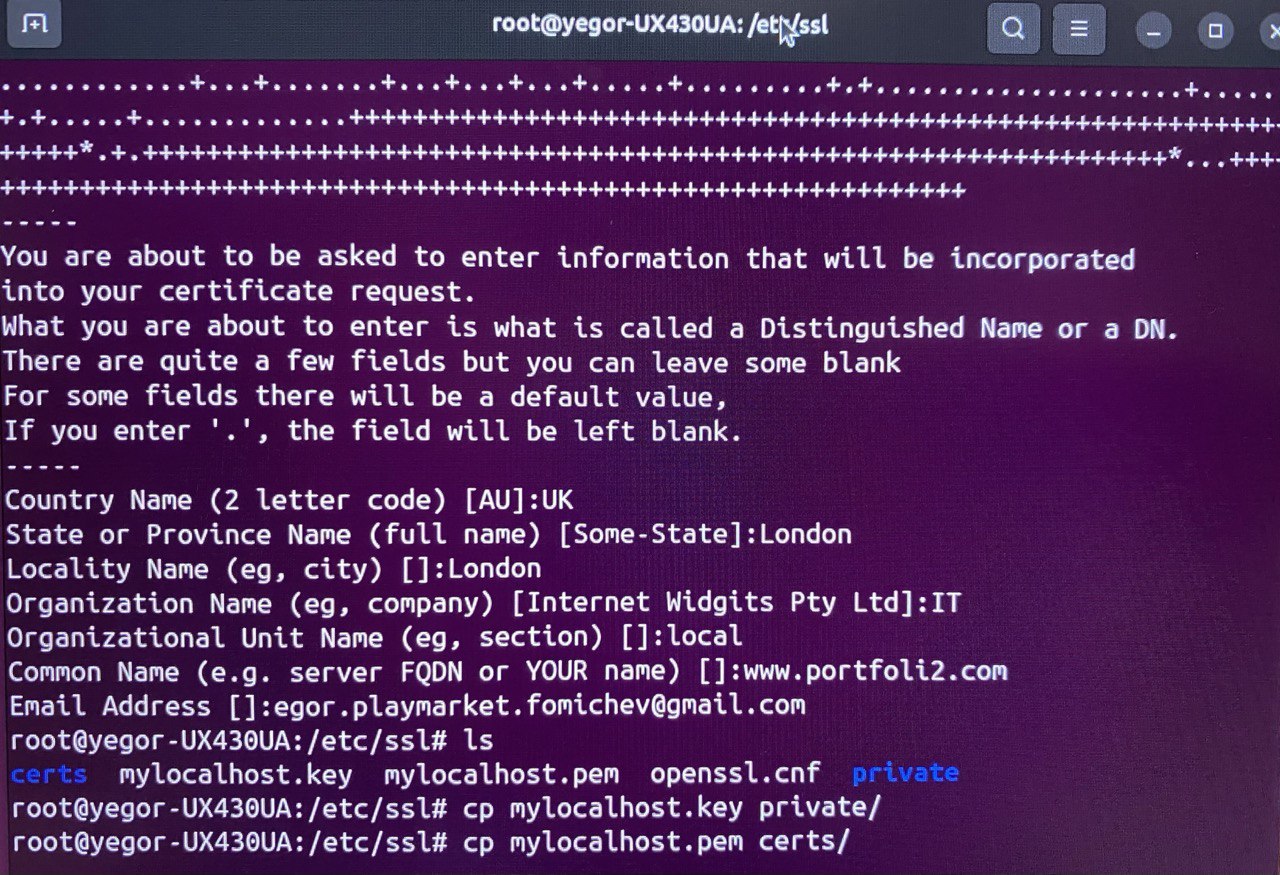 root@yegor-UX430UA: /etc/ssl
............+...+.......+...+...+...+.....+.........+.+....................+.....
+.+.....+.............+++++++++++++++++++++++++++++++++++++++++++++++++++++++++++
+++++*.+.+++++++++++++++++++++++++++++++++++++++++++++++++++++++++++++++++*...++++
+++++++++++++++++++++++++++++++++++++++++++++++++++++++++++++
-----
You are about to be asked to enter information that will be incorporated
into your certificate request.
What you are about to enter is what is called a Distinguished Name or a DN.
There are quite a few fields but you can leave some blank
For some fields there will be a default value,
If you enter '.', the field will be left blank.
-----
Country Name (2 letter code) [AU]:UK
State or Province Name (full name) [Some-State]:London
Locality Name (eg, city) []:London
Organization Name (eg, company) [Internet Widgits Pty Ltd]:IT
Organizational Unit Name (eg, section) []:local
Common Name (e.g. server FQDN or YOUR name) []:www.portfoli2.com
Email Address []:egor.playmarket.fomichev@gmail.com
root@yegor-UX430UA:/etc/ssl# ls
certs  mylocalhost.key  mylocalhost.pem  openssl.cnf  private
root@yegor-UX430UA:/etc/ssl# cp mylocalhost.key private/
root@yegor-UX430UA:/etc/ssl# cp mylocalhost.pem certs/